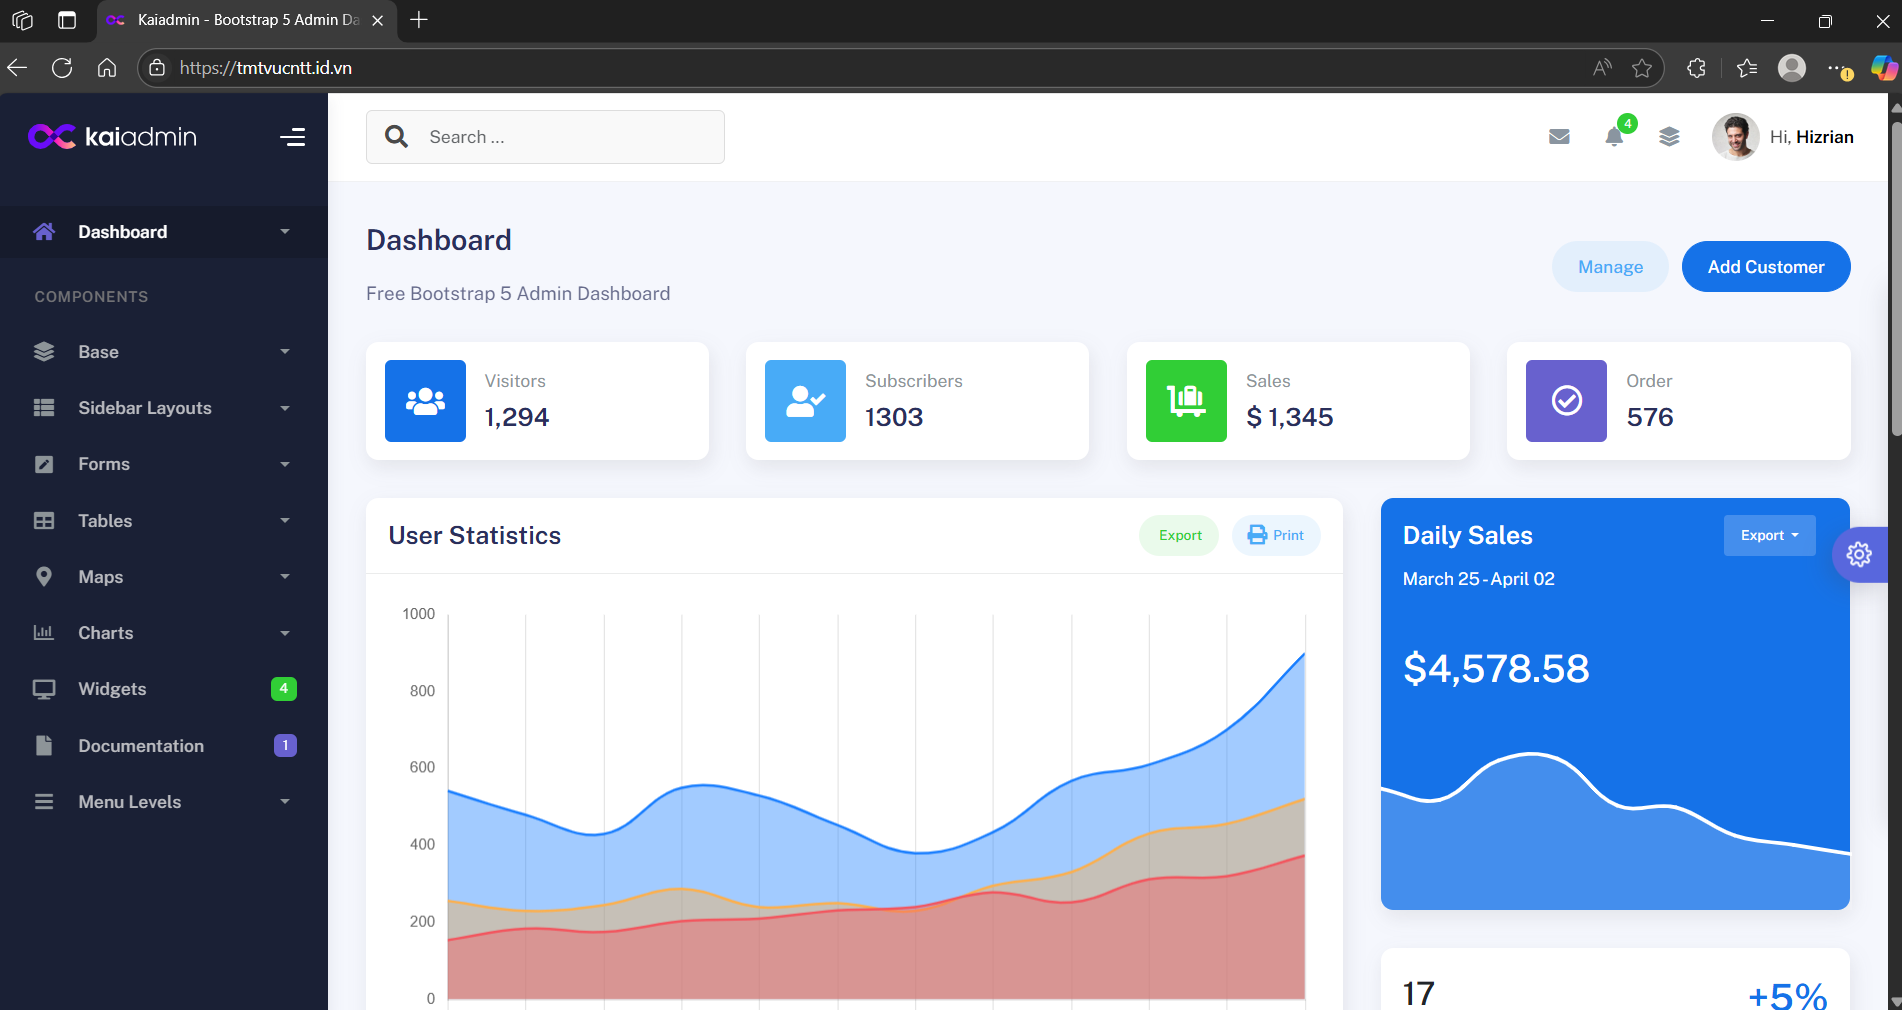 Kaiadmin - Bootstrap 5 Admin Da
https://tmtvucntt.id.vn
kaiadmin
Search ...
4
Hi, Hizrian
Dashboard
COMPONENTS
Base
Sidebar Layouts
Forms
Tables
Maps
Charts
Widgets 4
Documentation 1
Menu Levels
Dashboard
Free Bootstrap 5 Admin Dashboard
Manage
Add Customer
Visitors
1,294
Subscribers
1303
Sales
$ 1,345
Order
576
User Statistics
Export
Print
1000
800
600
400
200
0
Daily Sales
Export
March 25 - April 02
$4,578.58
17
+5%